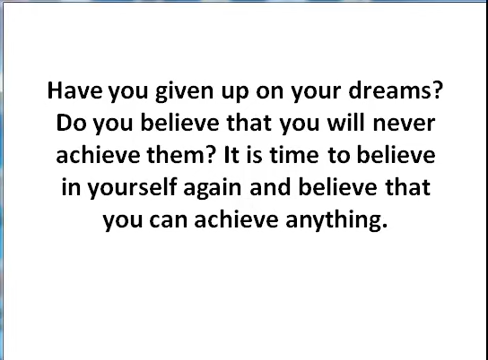 Have you given up on your dreams?
Do you believe that you will never
achieve them? It is time to believe
in yourself again and believe that
you can achieve anything.